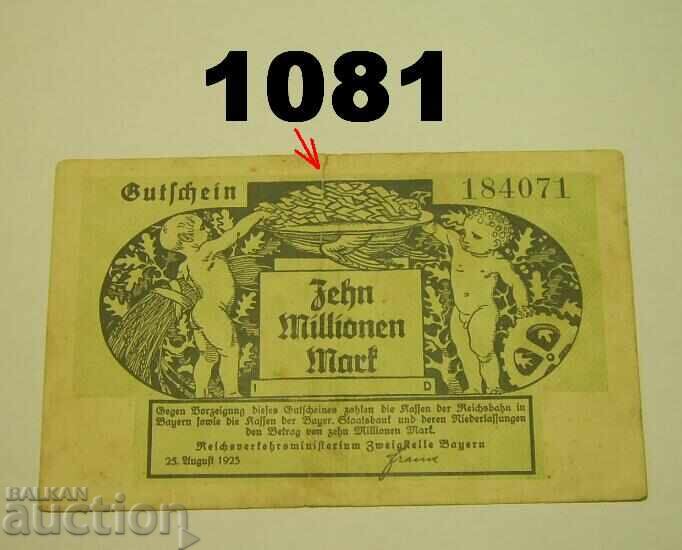 1081
Gutschein
184071
Zehn
Millionen
Mark
I D
Gegen Vorzeigung dieses Gutscheines zahlen die Kassen der Reichsbahn in
Bayern sowie die Kassen der Bayer. Staatsbank und deren Niederlassungen
den Betrag von zehn Millionen Mark.
Reichsverkehrsministerium Zweigstelle Bayern
25. August 1923
BALKAN
auction